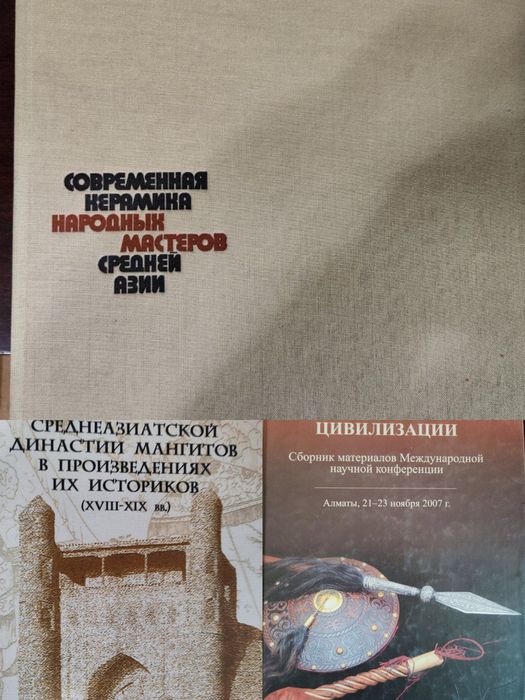 СОВРЕМЕННАЯ
КЕРАМИКА
НАРОДНЫХ
МАСТЕРОВ
СРЕДНЕЙ
АЗИИ
СРЕДНЕАЗИАТСКОЙ
ДИНАСТИИ МАНГИТОВ
В ПРОИЗВЕДЕНИЯХ
ИХ ИСТОРИКОВ
(XVIII-XIX вв.)
ЦИВИЛИЗАЦИИ
Сборник материалов Международной
научной конференции
Алматы, 21–23 ноября 2007 г.